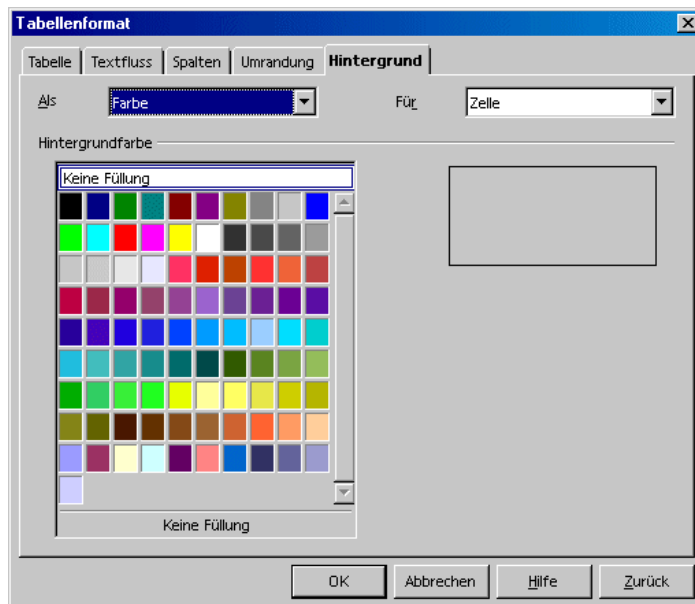 Tabellenformat
Tabelle Textfluss Spalten Umrandung Hintergrund
Als Farbe Für Zelle
Hintergrundfarbe
Keine Füllung
Keine Füllung
OK Abbrechen Hilfe Zurück